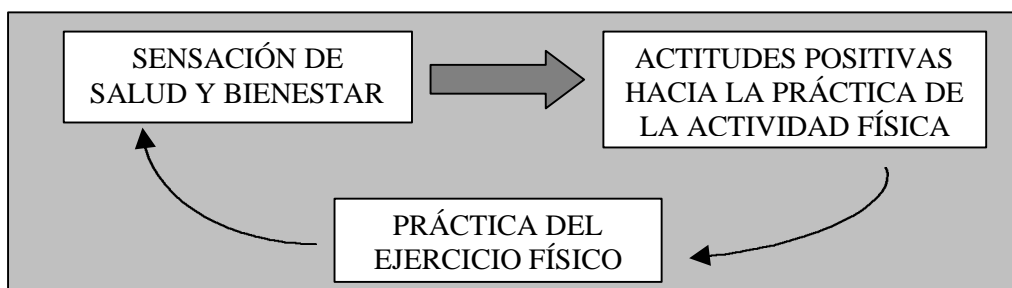 SENSACIÓN DE
SALUD Y BIENESTAR
ACTITUDES POSITIVAS
HACIA LA PRÁCTICA DE
LA ACTIVIDAD FÍSICA
PRÁCTICA DEL
EJERCICIO FÍSICO